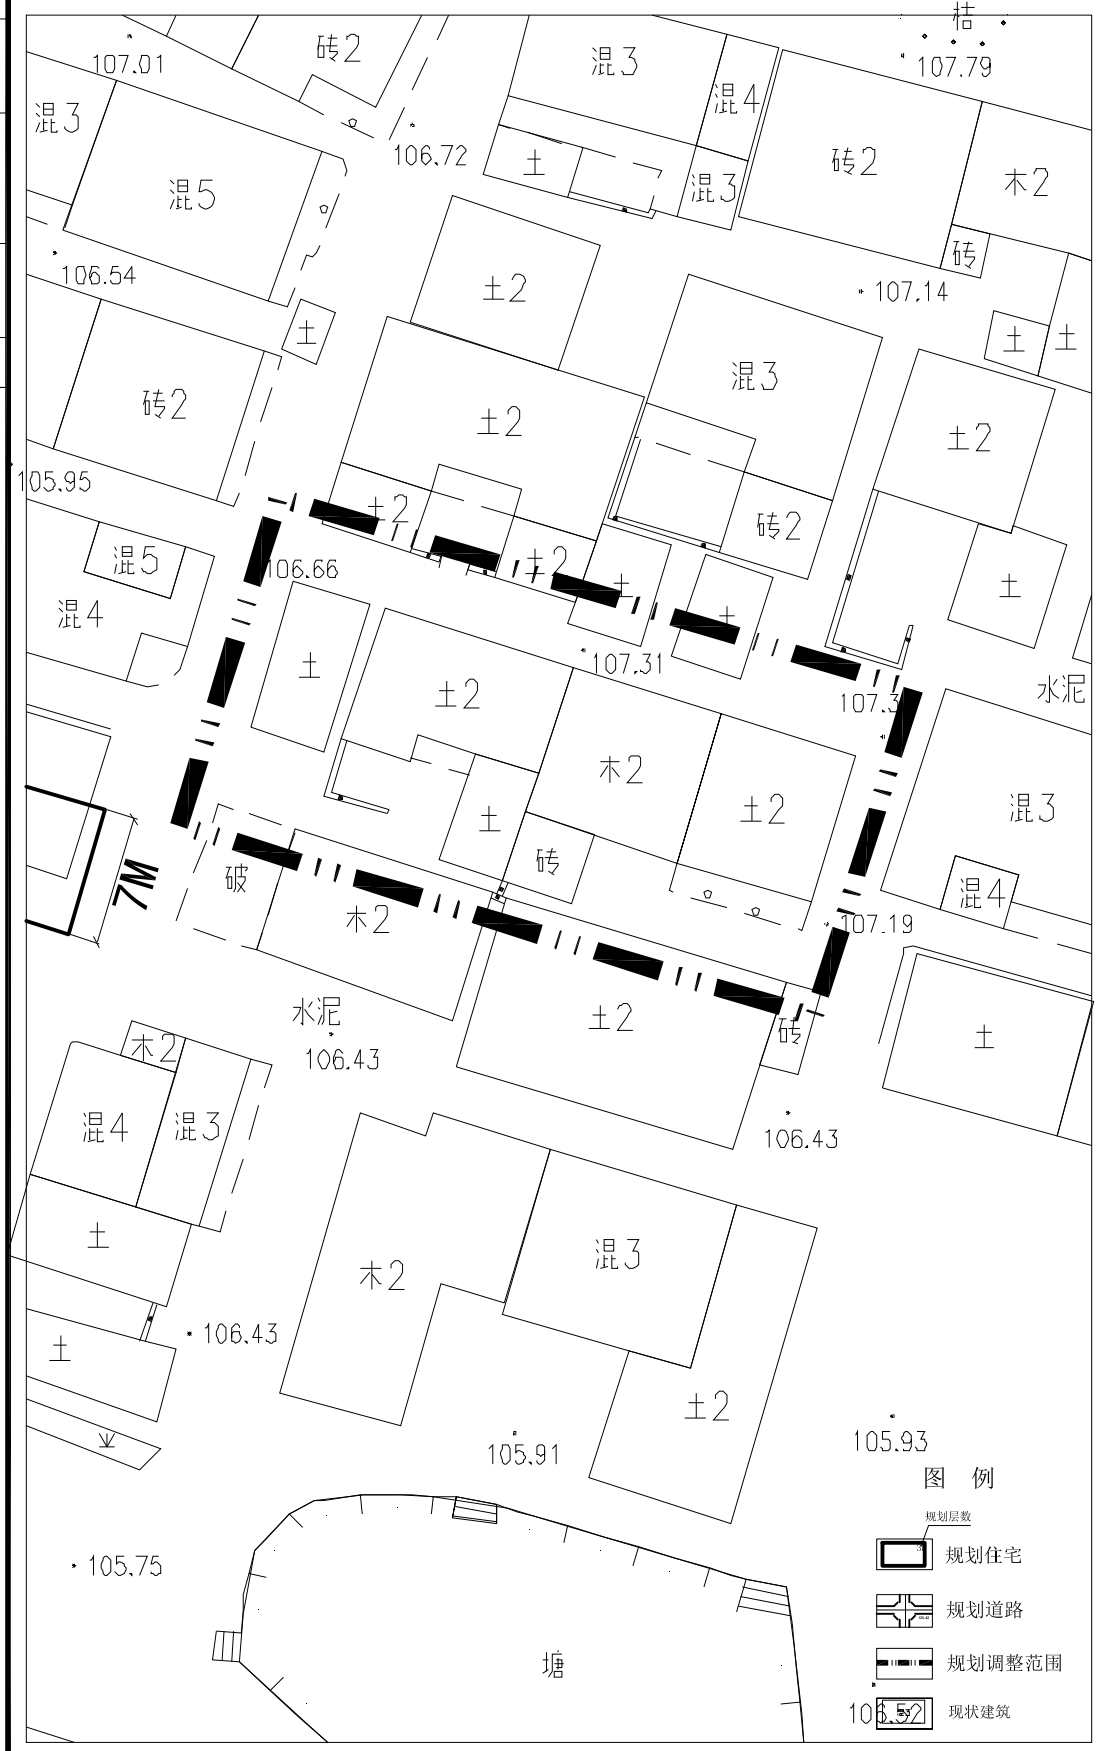 桔
砖2
107.01
混3
107.79
混4
混3
106.72
土
砖2
混5
混3
木2
砖
106.54
土2
107.14
土
土
土
混3
砖2
土2
土2
105.95
土2
砖2
混5
106.66
土2
土
土
混4
土
107.31
土
土2
水泥
107.3
木2
混3
土2
土
砖
破
7M
混4
木2
107.19
水泥
土2
砖
土
木2
106.43
混4
混3
106.43
土
混3
木2
106.43
土
土2
105.91
105.93
图 例
规划层数
105.75
规划住宅
规划道路
塘
规划调整范围
106.52
现状建筑